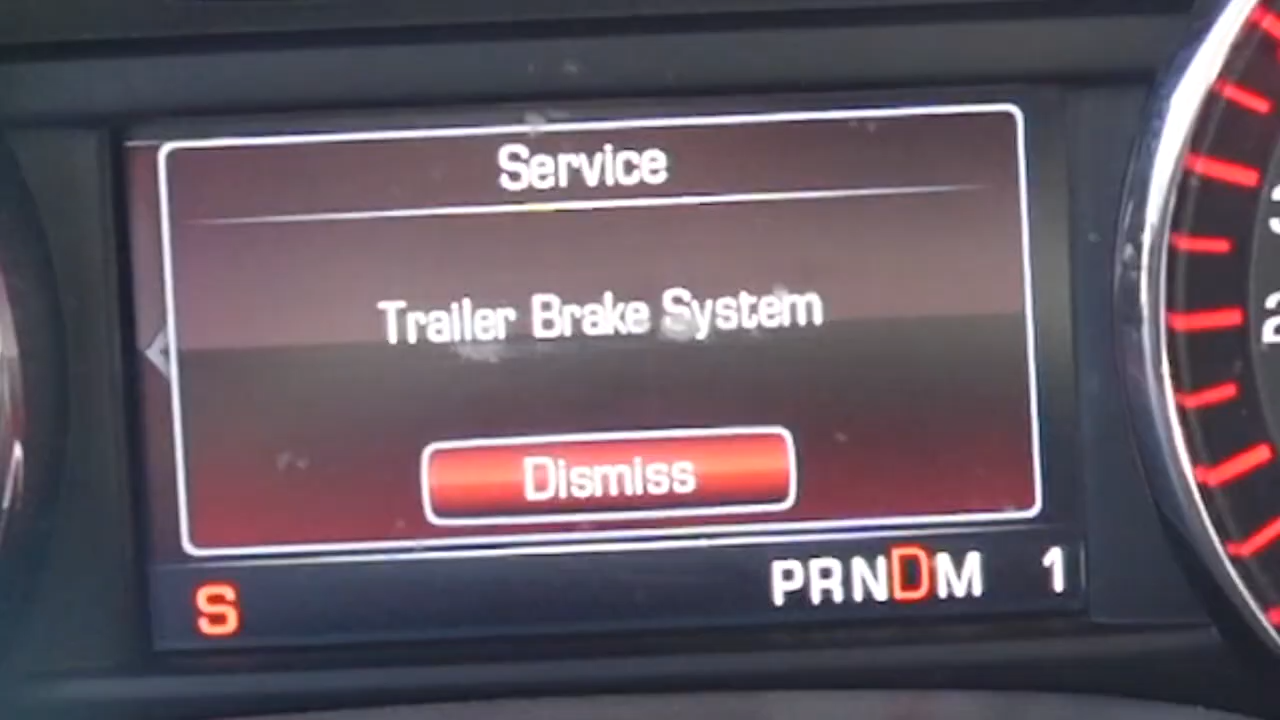 Service
Trailer Brake System
Dismiss
S
PRNDM 1